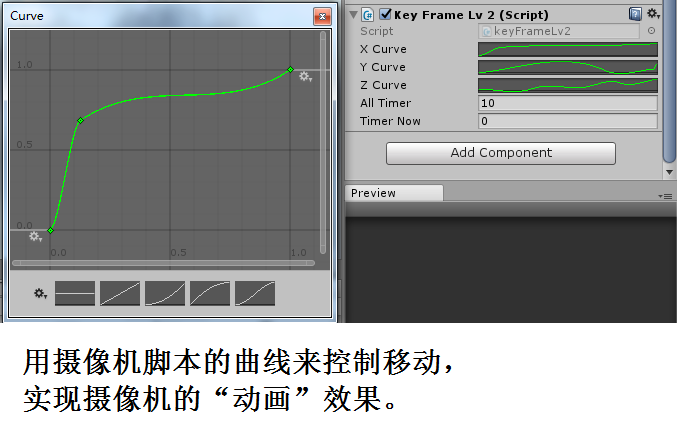 Curve
1.0
0.5
0.0
0.0
0.5
1.0
Key Frame Lv 2 (Script)
Script
keyFrameLv2
X Curve
Y Curve
Z Curve
All Timer
10
Timer Now
0
Add Component
Preview
用摄像机脚本的曲线来控制移动，
实现摄像机的“动画”效果。